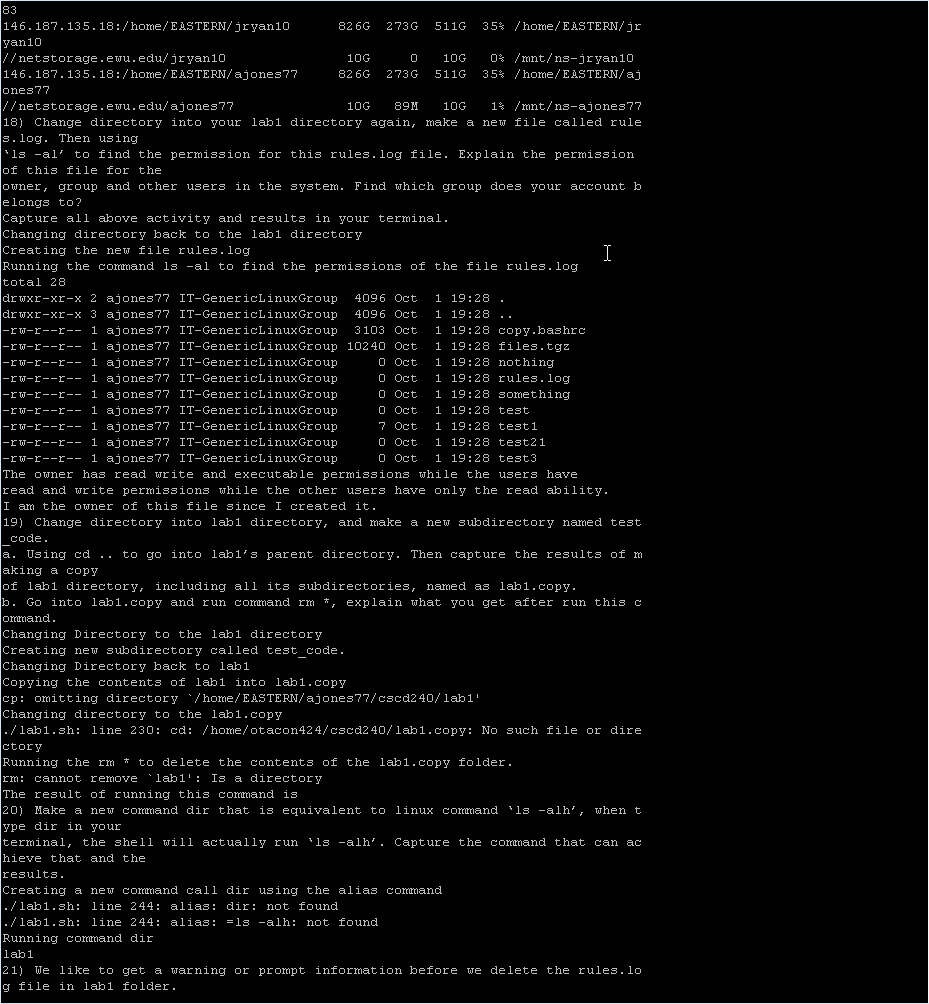 83
146.187.135.18:/home/EASTERN/jryan10      826G  273G  511G  35% /home/EASTERN/jr
yan10
//netstorage.ewu.edu/jryan10               10G     0   10G   0% /mnt/ns-jryan10
146.187.135.18:/home/EASTERN/ajones77     826G  273G  511G  35% /home/EASTERN/aj
ones77
//netstorage.ewu.edu/ajones77              10G   89M   10G   1% /mnt/ns-ajones77
18) Change directory into your lab1 directory again, make a new file called rule
s.log. Then using
‘ls -al’ to find the permission for this rules.log file. Explain the permission
of this file for the
owner, group and other users in the system. Find which group does your account b
elongs to?
Capture all above activity and results in your terminal.
Changing directory back to the lab1 directory
Creating the new file rules.log
Running the command ls -al to find the permissions of the file rules.log
total 28
drwxr-xr-x 2 ajones77 IT-GenericLinuxGroup  4096 Oct  1 19:28 .
drwxr-xr-x 3 ajones77 IT-GenericLinuxGroup  4096 Oct  1 19:28 ..
-rw-r--r-- 1 ajones77 IT-GenericLinuxGroup  3103 Oct  1 19:28 copy.bashrc
-rw-r--r-- 1 ajones77 IT-GenericLinuxGroup 10240 Oct  1 19:28 files.tgz
-rw-r--r-- 1 ajones77 IT-GenericLinuxGroup     0 Oct  1 19:28 nothing
-rw-r--r-- 1 ajones77 IT-GenericLinuxGroup     0 Oct  1 19:28 rules.log
-rw-r--r-- 1 ajones77 IT-GenericLinuxGroup     0 Oct  1 19:28 something
-rw-r--r-- 1 ajones77 IT-GenericLinuxGroup     0 Oct  1 19:28 test
-rw-r--r-- 1 ajones77 IT-GenericLinuxGroup     7 Oct  1 19:28 test1
-rw-r--r-- 1 ajones77 IT-GenericLinuxGroup     0 Oct  1 19:28 test21
-rw-r--r-- 1 ajones77 IT-GenericLinuxGroup     0 Oct  1 19:28 test3
The owner has read write and executable permissions while the users have
read and write permissions while the other users have only the read ability.
I am the owner of this file since I created it.
19) Change directory into lab1 directory, and make a new subdirectory named test
_code.
a. Using cd .. to go into lab1’s parent directory. Then capture the results of m
aking a copy
of lab1 directory, including all its subdirectories, named as lab1.copy.
b. Go into lab1.copy and run command rm *, explain what you get after run this c
ommand.
Changing Directory to the lab1 directory
Creating new subdirectory called test_code.
Changing Directory back to lab1
Copying the contents of lab1 into lab1.copy
cp: omitting directory `/home/EASTERN/ajones77/cscd240/lab1'
Changing directory to the lab1.copy
./lab1.sh: line 230: cd: /home/otacon424/cscd240/lab1.copy: No such file or dire
ctory
Running the rm * to delete the contents of the lab1.copy folder.
rm: cannot remove `lab1': Is a directory
The result of running this command is
20) Make a new command dir that is equivalent to linux command ‘ls -alh’, when t
ype dir in your
terminal, the shell will actually run ‘ls -alh’. Capture the command that can ac
hieve that and the
results.
Creating a new command call dir using the alias command
./lab1.sh: line 244: alias: dir: not found
./lab1.sh: line 244: alias: =ls -alh: not found
Running command dir
lab1
21) We like to get a warning or prompt information before we delete the rules.lo
g file in lab1 folder.